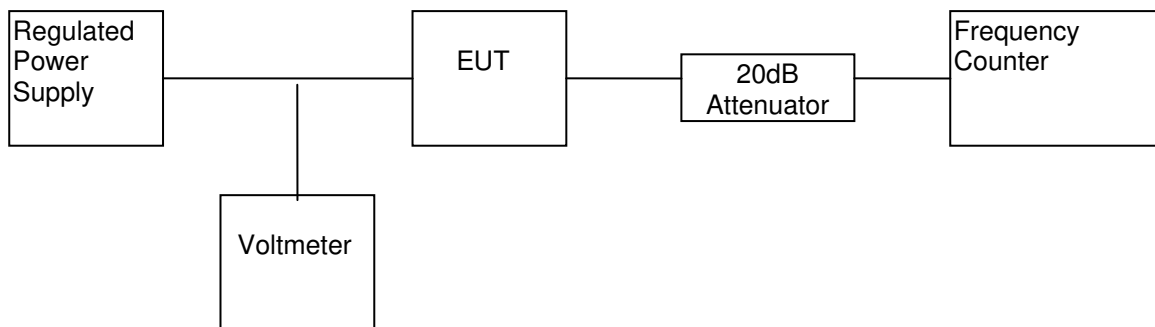 Regulated
Power
Supply
EUT
20dB
Attenuator
Frequency
Counter
Voltmeter